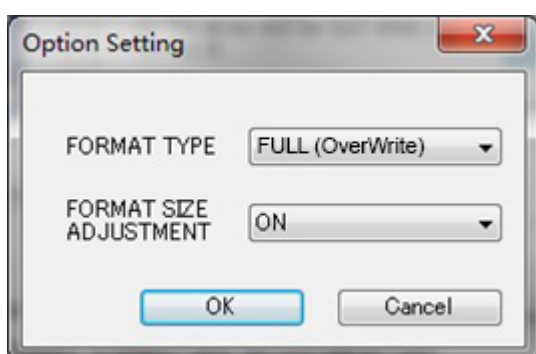 Option Setting
FORMAT TYPE
FULL (OverWrite)
FORMAT SIZE
ADJUSTMENT
ON
OK
Cancel